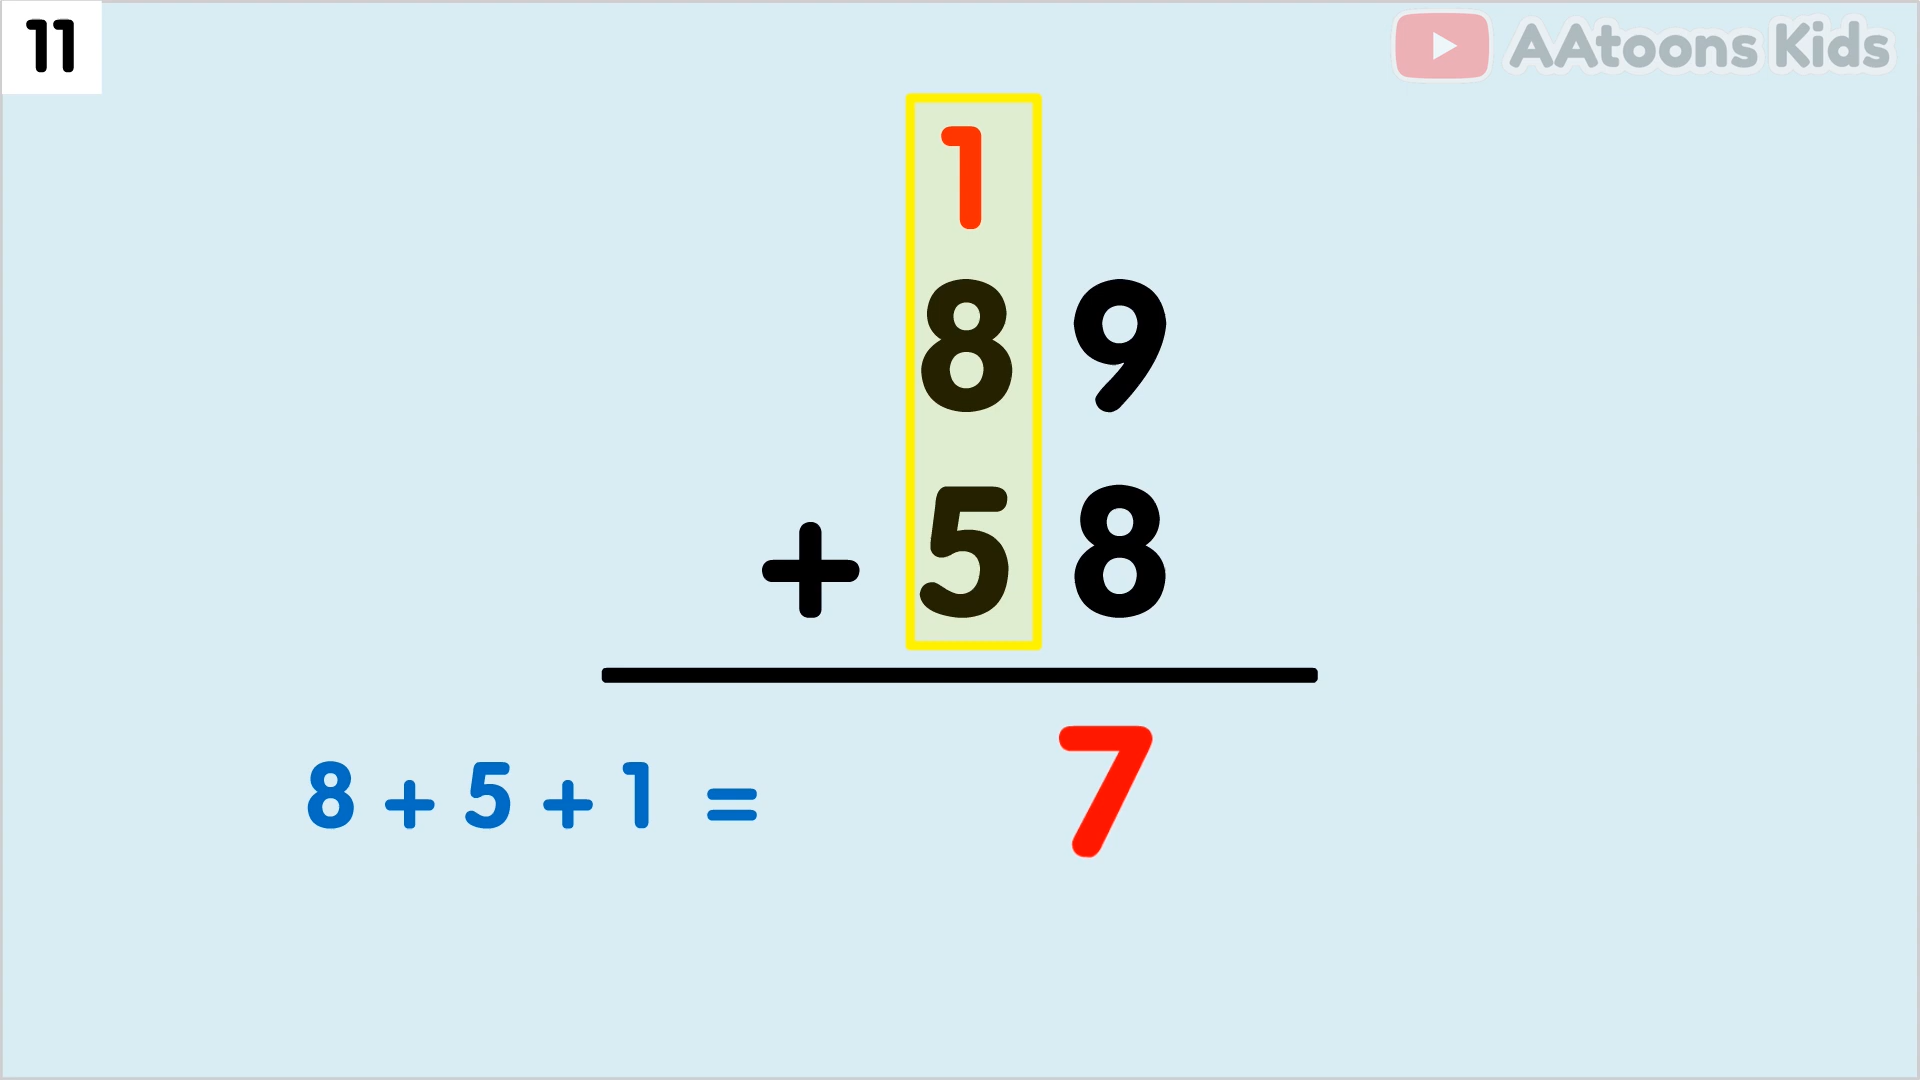 11
AAtoons Kids
1
89
+ 58
8 + 5 + 1 = 7